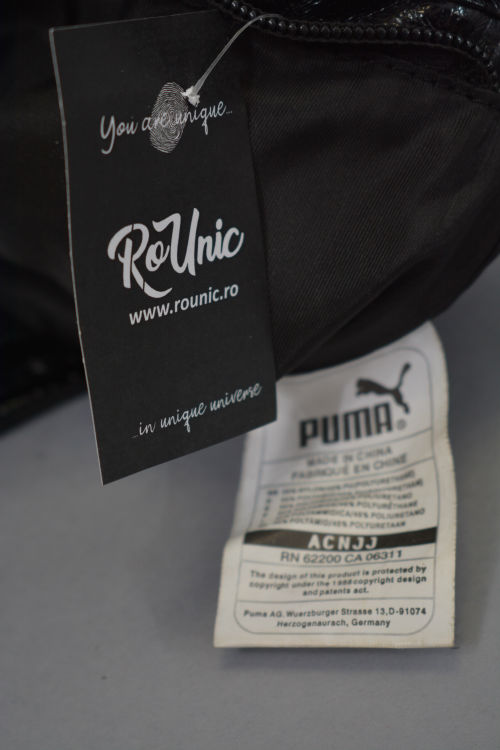 You are unique...
RoUnic
www.rounic.ro
...in unique universe
PUMA®
MADE IN CHINA
FABRIQUÉ EN CHINE
ACNJJ
RN 62200 CA 06311
The design of this product is protected by
copyright under the 1988 copyright design
and patents act.
Puma AG, Wuerzburger Strasse 13, D-91074
Herzogenaurach, Germany